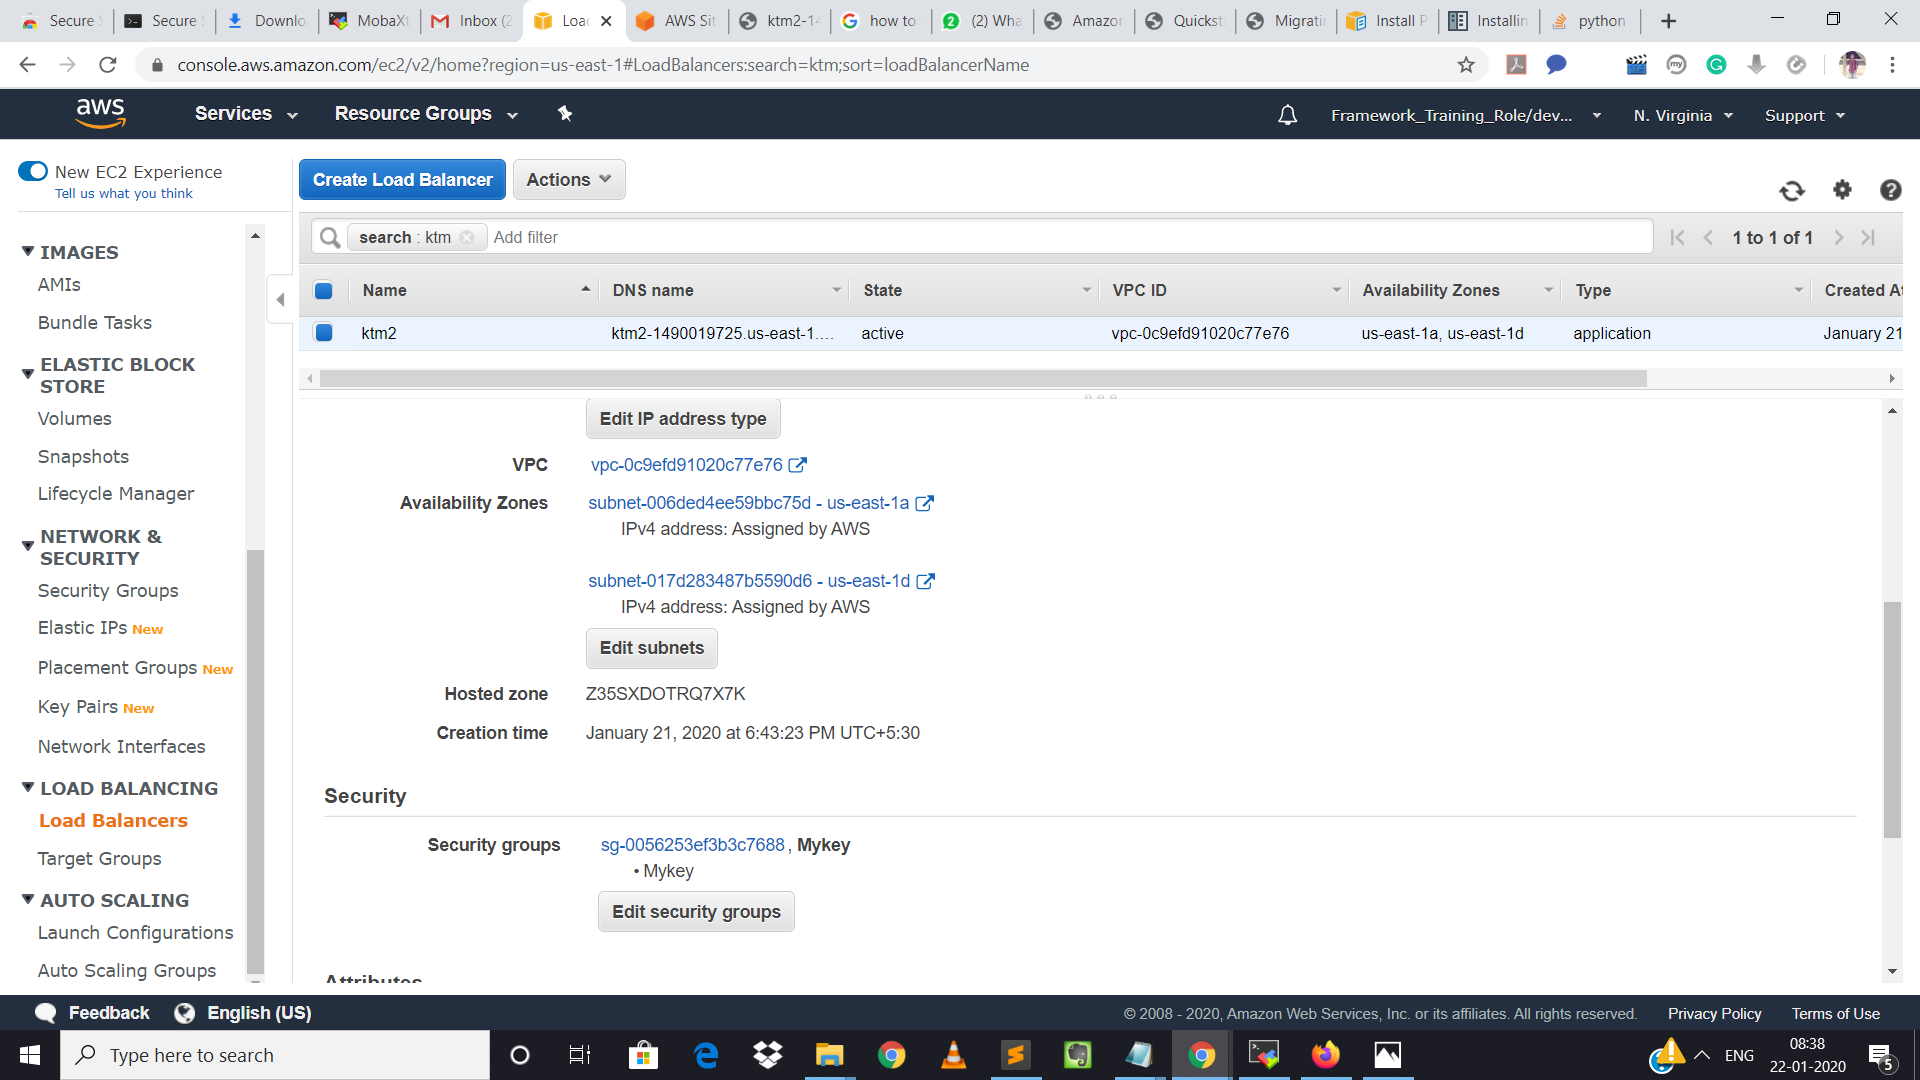 Secure
Secure
Downlo
MobaXt
Inbox (2
Loa
AWS Sit
ktm2-14
how to
(2) Wha
Amazon
Quickst
Migratin
Install P
Installin
python
console.aws.amazon.com/ec2/v2/home?region=us-east-1#LoadBalancers:search=ktm;sort=loadBalancerName
aws
Services
Resource Groups
Framework_Training_Role/dev...
N. Virginia
Support
New EC2 Experience
Tell us what you think
Create Load Balancer
Actions
search : ktm
Add filter
1 to 1 of 1
Name
DNS name
State
VPC ID
Availability Zones
Type
Created At
ktm2
ktm2-1490019725.us-east-1....
active
vpc-0c9efd91020c77e76
us-east-1a, us-east-1d
application
January 21
IMAGES
AMIs
Bundle Tasks
ELASTIC BLOCK
STORE
Volumes
Snapshots
Lifecycle Manager
NETWORK &
SECURITY
Security Groups
Elastic IPs New
Placement Groups New
Key Pairs New
Network Interfaces
LOAD BALANCING
Load Balancers
Target Groups
AUTO SCALING
Launch Configurations
Auto Scaling Groups
Edit IP address type
VPC
vpc-0c9efd91020c77e76
Availability Zones
subnet-006ded4ee59bbc75d - us-east-1a
IPv4 address: Assigned by AWS
subnet-017d283487b5590d6 - us-east-1d
IPv4 address: Assigned by AWS
Edit subnets
Hosted zone
Z35SXDOTRQ7X7K
Creation time
January 21, 2020 at 6:43:23 PM UTC+5:30
Security
Security groups
sg-0056253ef3b3c7688, Mykey
• Mykey
Edit security groups
Attributes
Feedback
English (US)
© 2008 - 2020, Amazon Web Services, Inc. or its affiliates. All rights reserved.
Privacy Policy
Terms of Use
Type here to search
ENG
08:38
22-01-2020
5